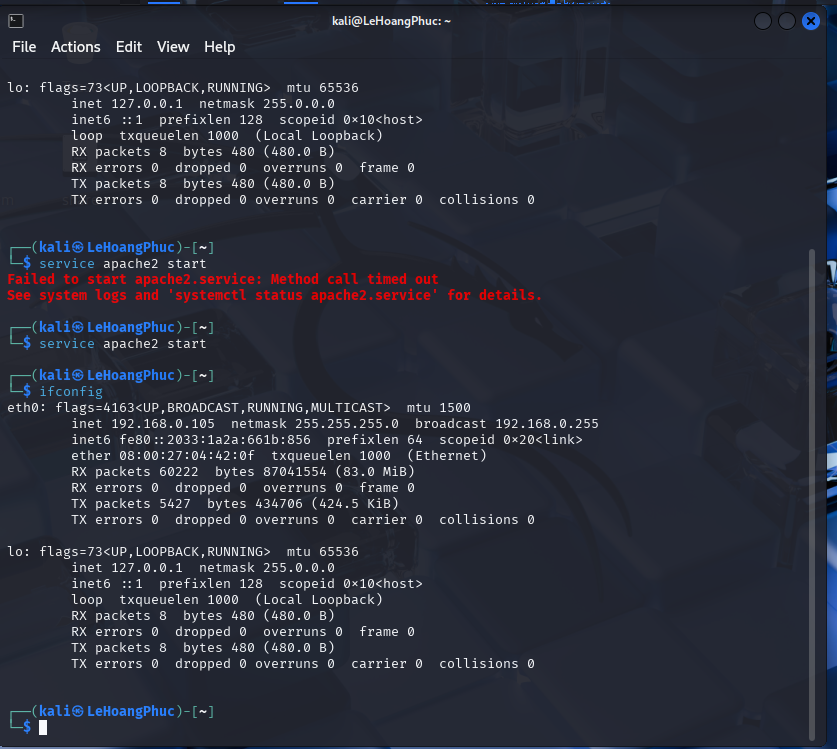 kali@LeHoangPhuc: ~
File Actions Edit View Help
lo: flags=73<UP,LOOPBACK,RUNNING>  mtu 65536
        inet 127.0.0.1  netmask 255.0.0.0
        inet6 ::1  prefixlen 128  scopeid 0×10<host>
        loop  txqueuelen 1000  (Local Loopback)
        RX packets 8  bytes 480 (480.0 B)
        RX errors 0  dropped 0  overruns 0  frame 0
        TX packets 8  bytes 480 (480.0 B)
        TX errors 0  dropped 0 overruns 0  carrier 0  collisions 0
┌──(kali㉿LeHoangPhuc)-[~]
└─$ service apache2 start
Failed to start apache2.service: Method call timed out
See system logs and 'systemctl status apache2.service' for details.
┌──(kali㉿LeHoangPhuc)-[~]
└─$ service apache2 start
┌──(kali㉿LeHoangPhuc)-[~]
└─$ ifconfig
eth0: flags=4163<UP,BROADCAST,RUNNING,MULTICAST>  mtu 1500
        inet 192.168.0.105  netmask 255.255.255.0  broadcast 192.168.0.255
        inet6 fe80::2033:1a2a:661b:856  prefixlen 64  scopeid 0×20<link>
        ether 08:00:27:04:42:0f  txqueuelen 1000  (Ethernet)
        RX packets 60222  bytes 87041554 (83.0 MiB)
        RX errors 0  dropped 0  overruns 0  frame 0
        TX packets 5427  bytes 434706 (424.5 KiB)
        TX errors 0  dropped 0 overruns 0  carrier 0  collisions 0
lo: flags=73<UP,LOOPBACK,RUNNING>  mtu 65536
        inet 127.0.0.1  netmask 255.0.0.0
        inet6 ::1  prefixlen 128  scopeid 0×10<host>
        loop  txqueuelen 1000  (Local Loopback)
        RX packets 8  bytes 480 (480.0 B)
        RX errors 0  dropped 0  overruns 0  frame 0
        TX packets 8  bytes 480 (480.0 B)
        TX errors 0  dropped 0 overruns 0  carrier 0  collisions 0
┌──(kali㉿LeHoangPhuc)-[~]
└─$